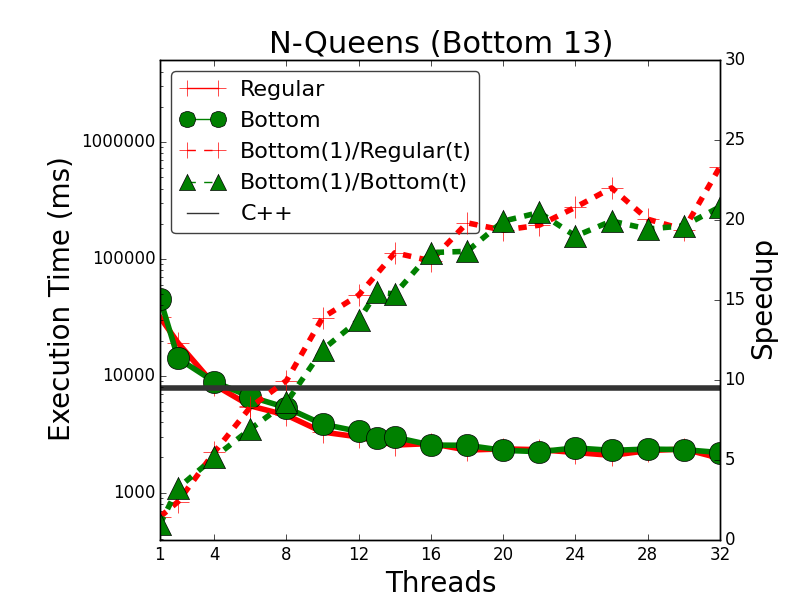 N-Queens (Bottom 13)
Regular
Bottom
Bottom(1)/Regular(t)
Bottom(1)/Bottom(t)
C++
Execution Time (ms)
1000000
100000
10000
1000
Speedup
30
25
20
15
10
5
0
1 4 8 12 16 20 24 28 32
Threads